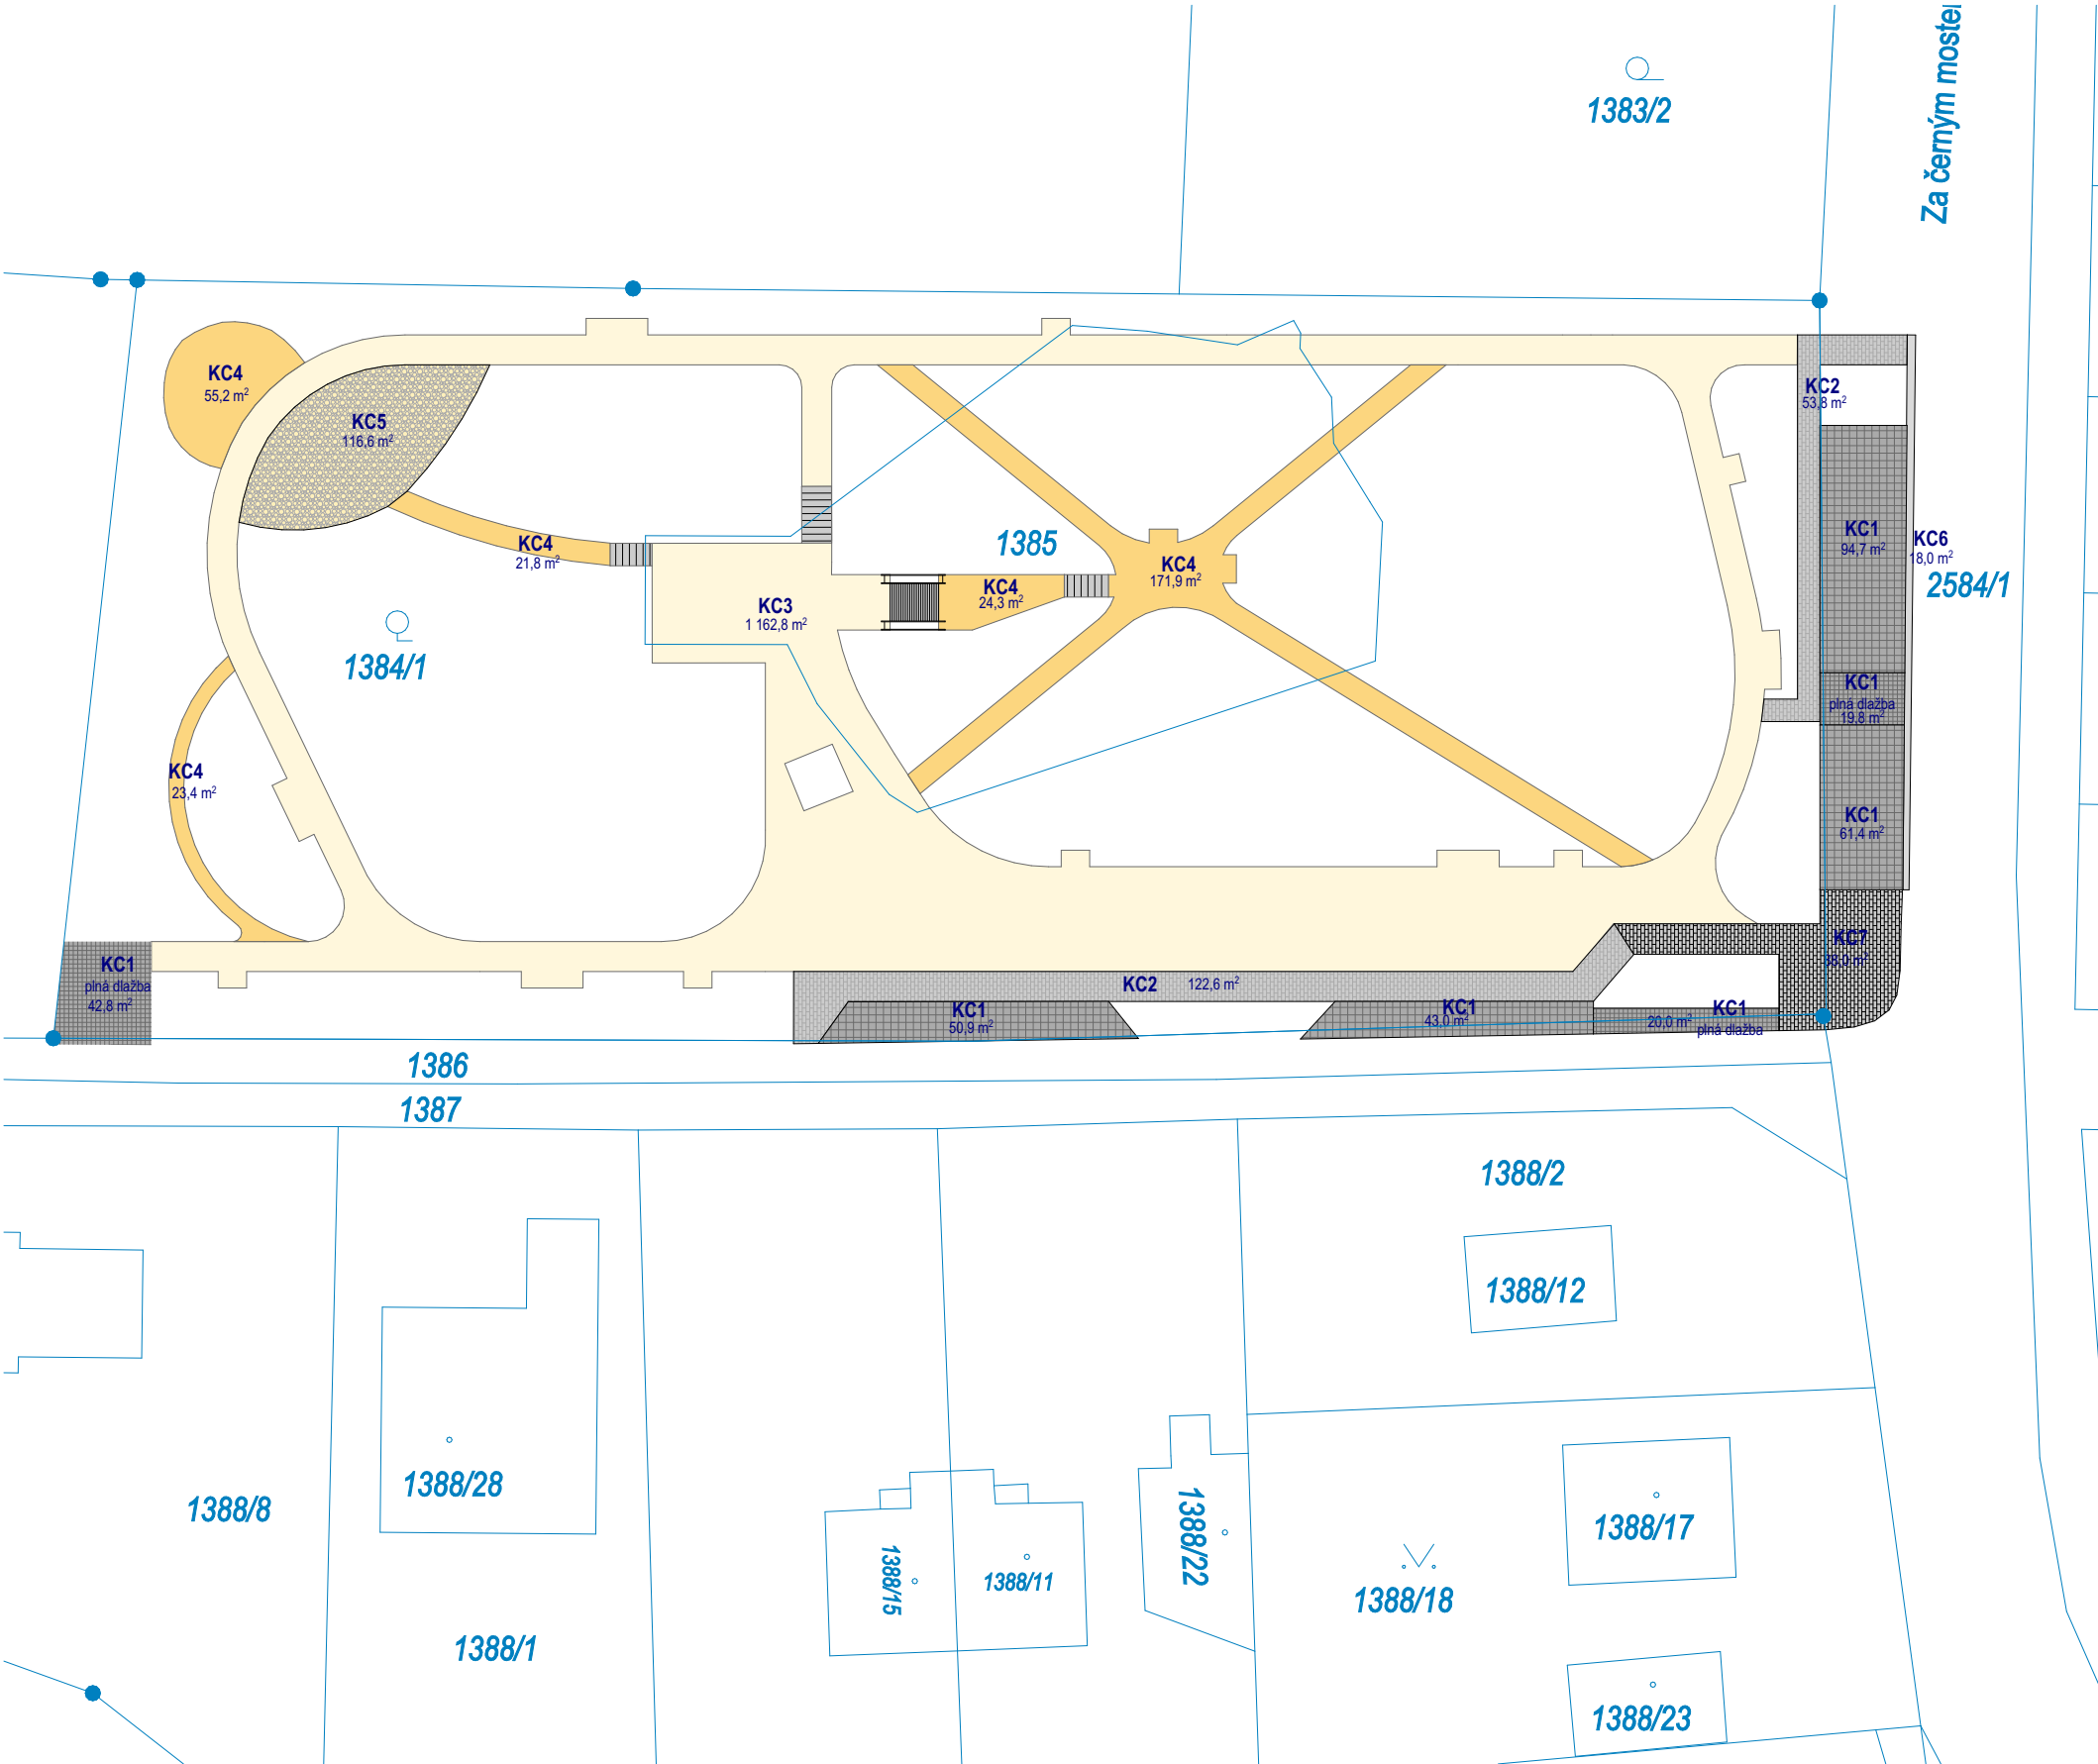 Za černým moste
1383/2
KC4
55,2 m²
KC2
53,8 m²
KC5
116,6 m²
KC1
94,7 m²
KC6
18,0 m²
2584/1
1385
KC4
21,8 m²
KC4
171,9 m²
KC4
24,3 m²
KC3
1 162,8 m²
1384/1
KC1
plná dlažba
19,8 m²
KC4
23,4 m²
KC1
61,4 m²
KC7
KC1
plná dlažba
42,8 m²
KC2 122,6 m²
KC1
50,9 m²
KC1
43,0 m²
KC1
20,0 m²
plná dlažba
1386
1387
1388/2
1388/12
1388/28
1388/8
1388/22
1388/17
1388/15
1388/11
1388/18
1388/1
1388/23